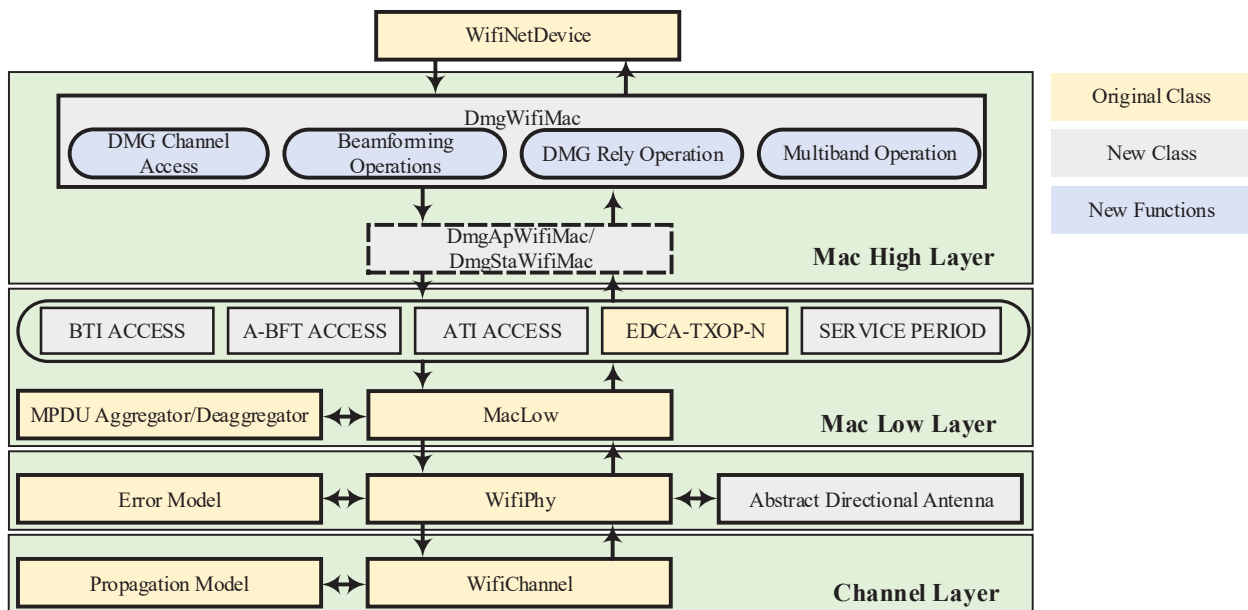 WifiNetDevice
DmgWifiMac
DMG Channel
Access
Beamforming
Operations
DMG Rely Operation
Multiband Operation
DmgApWifiMac/
DmgStaWifiMac
Mac High Layer
Original Class
New Class
New Functions
BTI ACCESS
A-BFT ACCESS
ATI ACCESS
EDCA-TXOP-N
SERVICE PERIOD
MPDU Aggregator/Deaggregator
MacLow
Mac Low Layer
Error Model
WifiPhy
Abstract Directional Antenna
Propagation Model
WifiChannel
Channel Layer